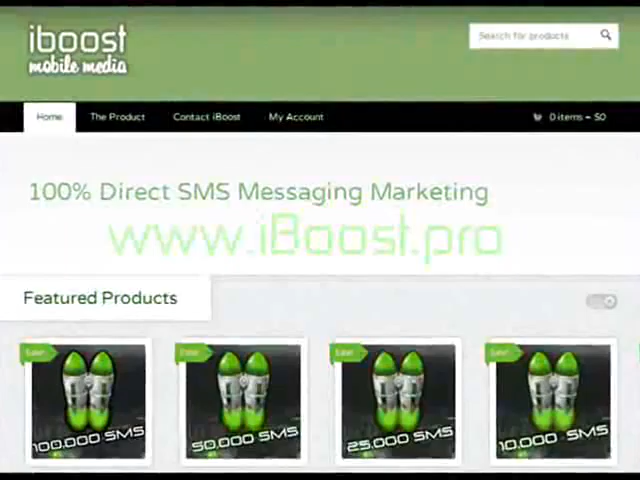 iboost
mobile media
Search for products
Home
The Product
Contact iBoost
My Account
0 items – $0
100% Direct SMS Messaging Marketing
www.iBoost.pro
Featured Products
Sale!
Sale!
Sale!
Sale!
100.000 SMS
50.000 SMS
25.000 SMS
10.000 SMS